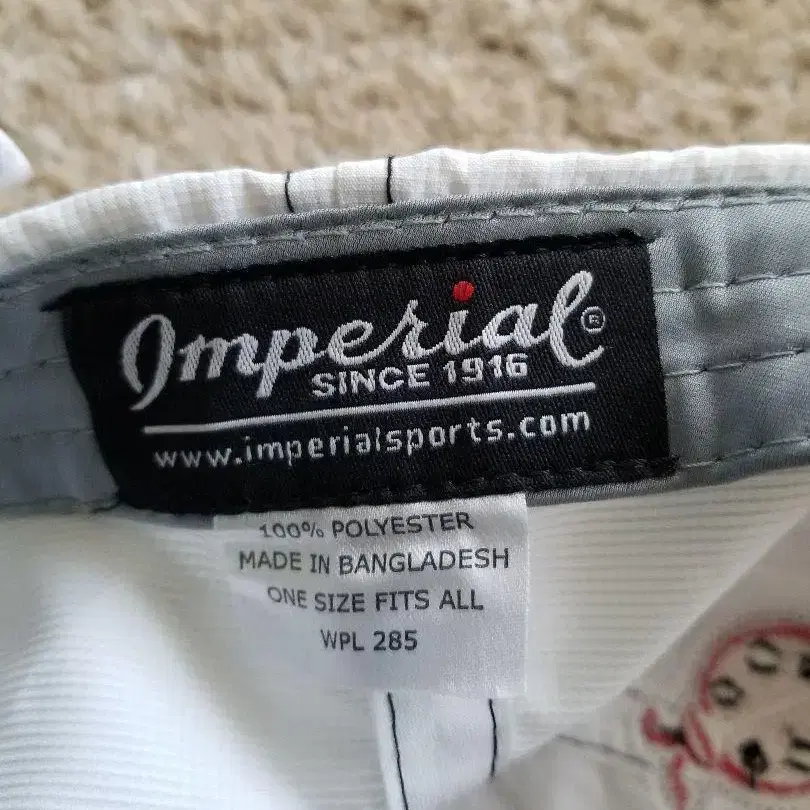 Imperial®
SINCE 1916
www.imperialsports.com
100% POLYESTER
MADE IN BANGLADESH
ONE SIZE FITS ALL
WPL 285